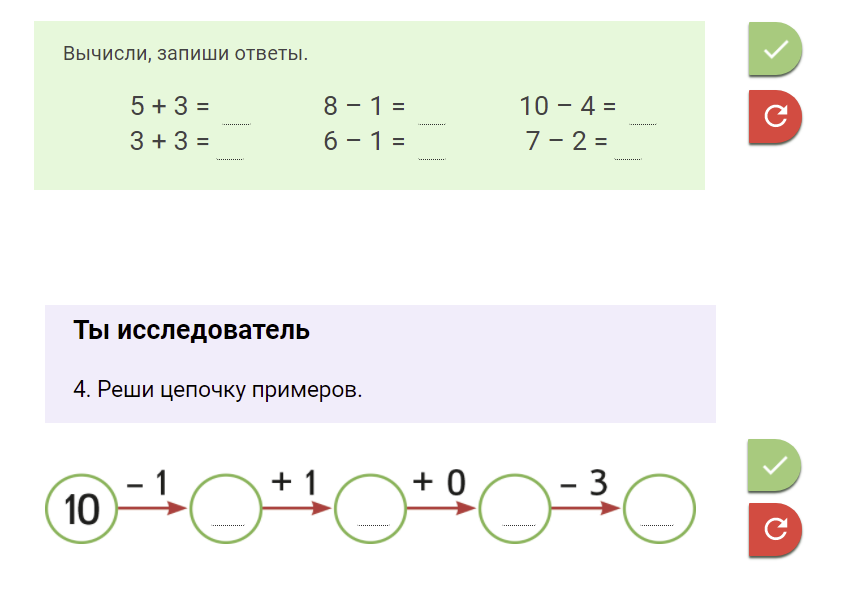 Вычисли, запиши ответы.
5 + 3 = 8 – 1 = 10 – 4 =
3 + 3 = 6 – 1 = 7 – 2 =
Ты исследователь
4. Реши цепочку примеров.
– 1 + 1 + 0 – 3
10